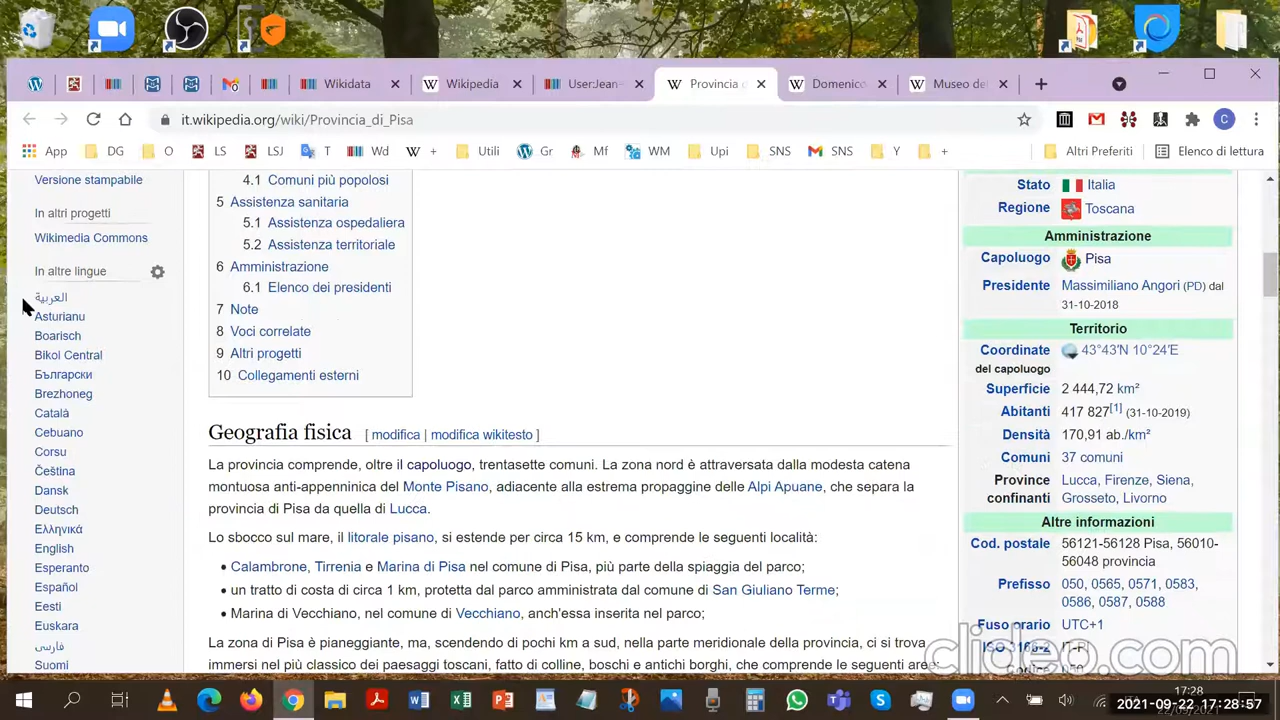 Wikidata
Wikipedia
User:Jean-
Provincia d
Domenico
Museo del
it.wikipedia.org/wiki/Provincia_di_Pisa
App DG O LS LSJ T Wd + Utili Gr Mf WM Upi SNS SNS Y + Altri Preferiti Elenco di lettura
Versione stampabile
In altri progetti
Wikimedia Commons
In altre lingue
العربية
Asturianu
Boarisch
Bikol Central
Български
Brezhoneg
Català
Cebuano
Corsu
Čeština
Dansk
Deutsch
Ελληνικά
English
Esperanto
Español
Eesti
Euskara
فارسی
Suomi
4.1 Comuni più popolosi
5 Assistenza sanitaria
5.1 Assistenza ospedaliera
5.2 Assistenza territoriale
6 Amministrazione
6.1 Elenco dei presidenti
7 Note
8 Voci correlate
9 Altri progetti
10 Collegamenti esterni
Geografia fisica [ modifica | modifica wikitesto ]
La provincia comprende, oltre il capoluogo, trentasette comuni. La zona nord è attraversata dalla modesta catena
montuosa anti-appenninica del Monte Pisano, adiacente alla estrema propaggine delle Alpi Apuane, che separa la
provincia di Pisa da quella di Lucca.
Lo sbocco sul mare, il litorale pisano, si estende per circa 15 km, e comprende le seguenti località:
• Calambrone, Tirrenia e Marina di Pisa nel comune di Pisa, più parte della spiaggia del parco;
• un tratto di costa di circa 1 km, protetta dal parco amministrata dal comune di San Giuliano Terme;
• Marina di Vecchiano, nel comune di Vecchiano, anch'essa inserita nel parco;
La zona di Pisa è pianeggiante, ma, scendendo di pochi km a sud, nella parte meridionale della provincia, ci si trova
immersi nel più classico dei paesaggi toscani, fatto di colline, boschi e antichi borghi, che comprende le seguenti aree:
Stato Italia
Regione Toscana
Amministrazione
Capoluogo Pisa
Presidente Massimiliano Angori (PD) dal
31-10-2018
Territorio
Coordinate 43°43′N 10°24′E
del capoluogo
Superficie 2 444,72 km²
Abitanti 417 827[1] (31-10-2019)
Densità 170,91 ab./km²
Comuni 37 comuni
Province Lucca, Firenze, Siena,
confinanti Grosseto, Livorno
Altre informazioni
Cod. postale 56121-56128 Pisa, 56010-
56048 provincia
Prefisso 050, 0565, 0571, 0583,
0586, 0587, 0588
Fuso orario UTC+1
ISO 3166-2 IT-PI
clideo.com
17:28
2021-09-22 17:28:57